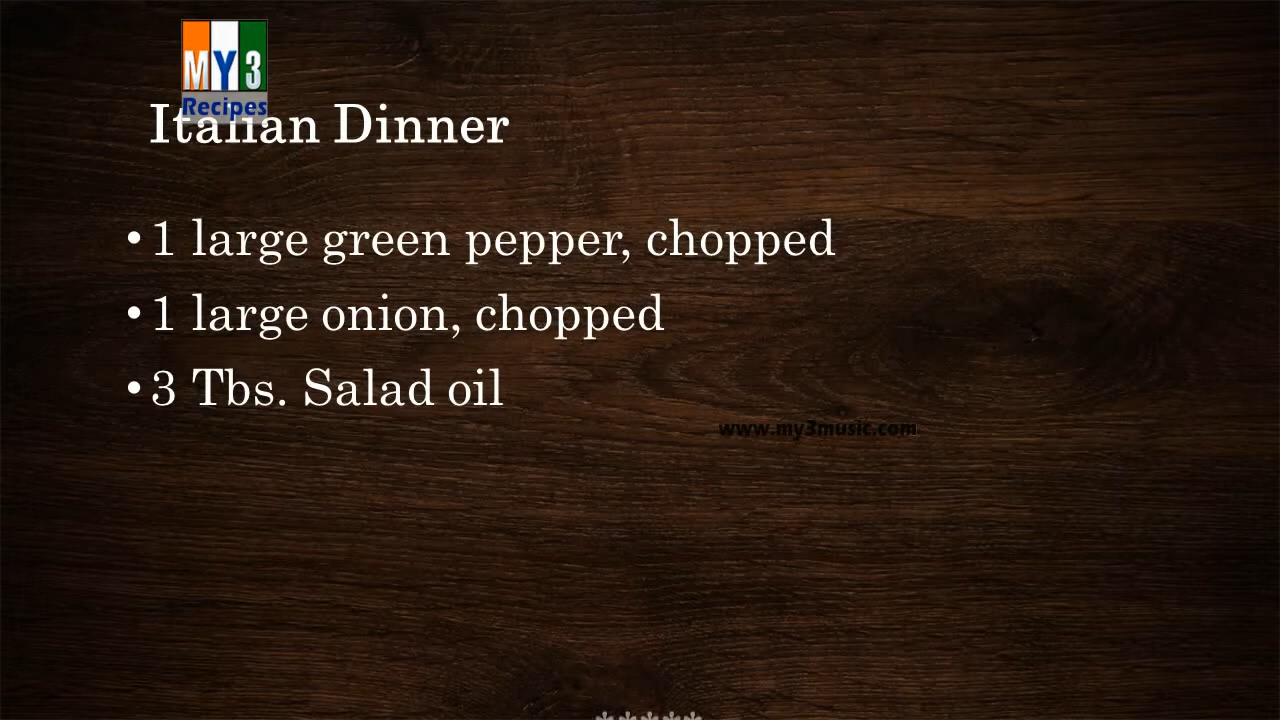 MY3
Recipes
Italian Dinner
• 1 large green pepper, chopped
• 1 large onion, chopped
• 3 Tbs. Salad oil
www.my3music.com
*****